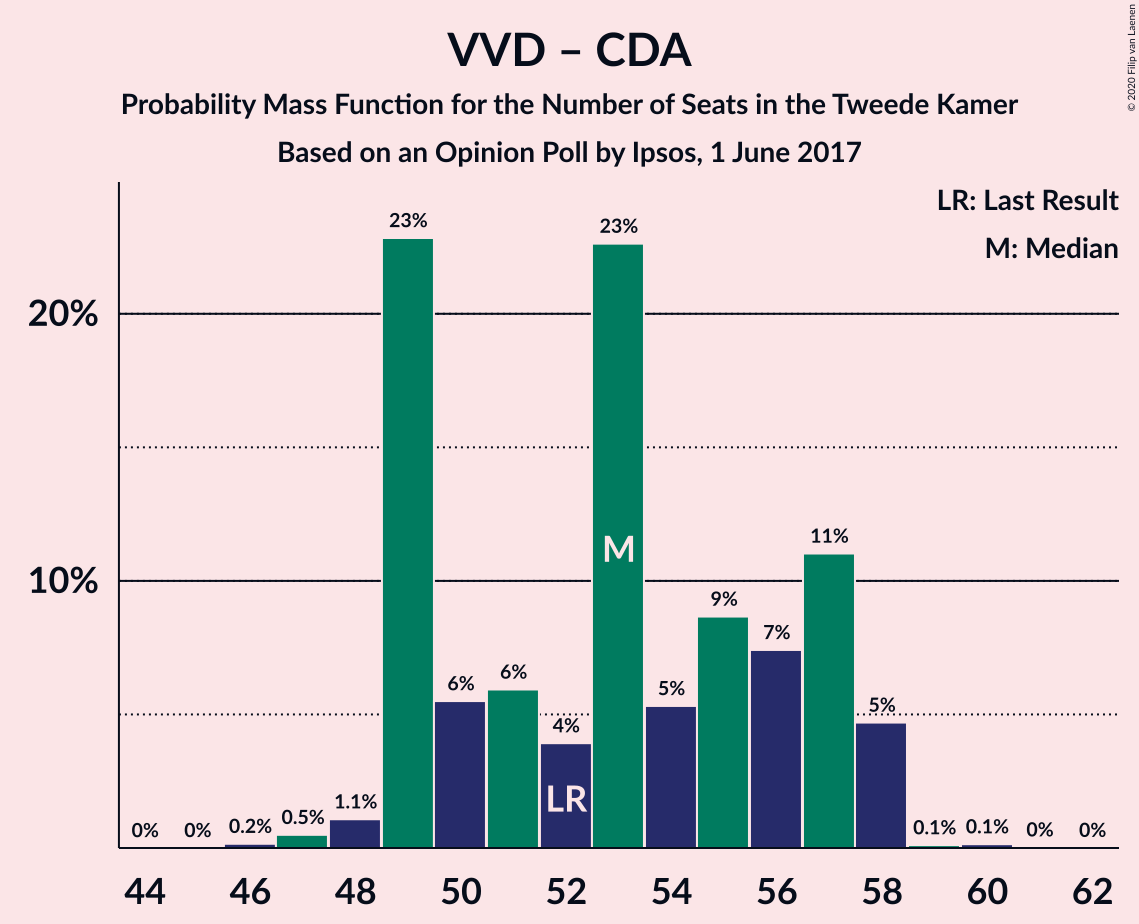 VVD – CDA
Probability Mass Function for the Number of Seats in the Tweede Kamer
Based on an Opinion Poll by Ipsos, 1 June 2017
© 2020 Filip van Laenen
LR: Last Result
M: Median
20%
10%
0% 0% 0.2% 0.5% 1.1% 23% 6% 6% 4% 23% 5% 9% 7% 11% 5% 0.1% 0.1% 0% 0%
M
LR
44 46 48 50 52 54 56 58 60 62